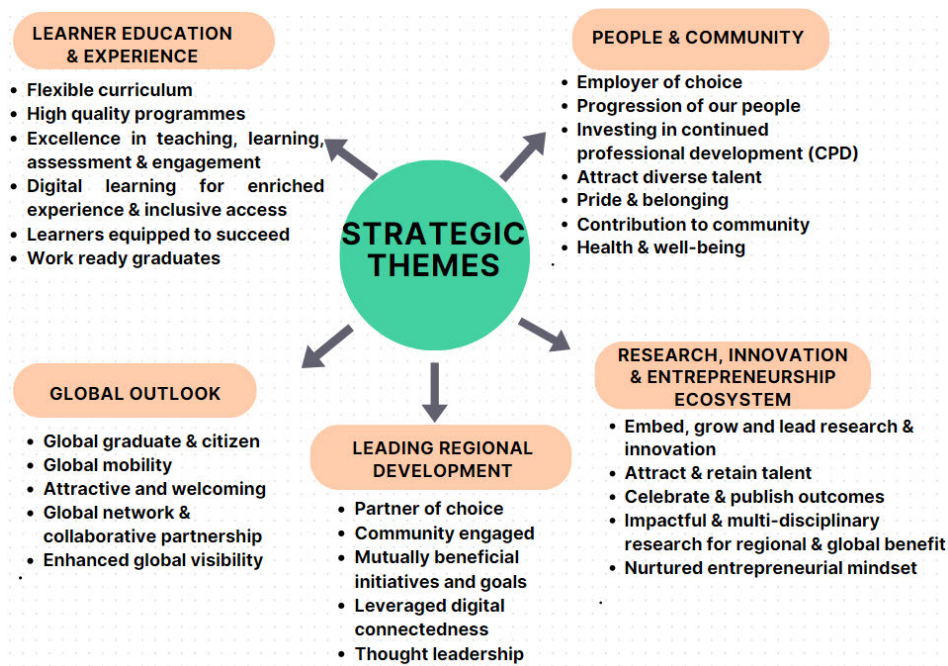 LEARNER EDUCATION
& EXPERIENCE
• Flexible curriculum
• High quality programmes
• Excellence in teaching, learning,
assessment & engagement
• Digital learning for enriched
experience & inclusive access
• Learners equipped to succeed
• Work ready graduates
PEOPLE & COMMUNITY
• Employer of choice
• Progression of our people
• Investing in continued
professional development (CPD)
• Attract diverse talent
• Pride & belonging
• Contribution to community
• Health & well-being
STRATEGIC
THEMES
GLOBAL OUTLOOK
• Global graduate & citizen
• Global mobility
• Attractive and welcoming
• Global network &
collaborative partnership
• Enhanced global visibility
LEADING REGIONAL
DEVELOPMENT
• Partner of choice
• Community engaged
• Mutually beneficial
initiatives and goals
• Leveraged digital
connectedness
• Thought leadership
RESEARCH, INNOVATION
& ENTREPRENEURSHIP
ECOSYSTEM
• Embed, grow and lead research &
innovation
• Attract & retain talent
• Celebrate & publish outcomes
• Impactful & multi-disciplinary
research for regional & global benefit
• Nurtured entrepreneurial mindset